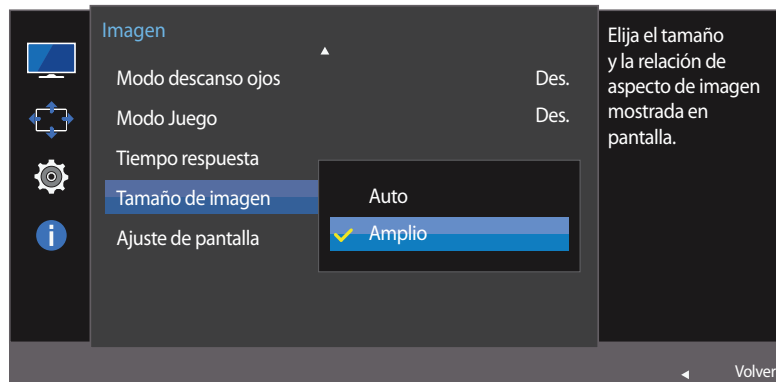 Imagen
Modo descanso ojos Des.
Modo Juego Des.
Tiempo respuesta
Tamaño de imagen
Ajuste de pantalla
Auto
Amplio
Elija el tamaño
y la relación de
aspecto de imagen
mostrada en
pantalla.
Volver